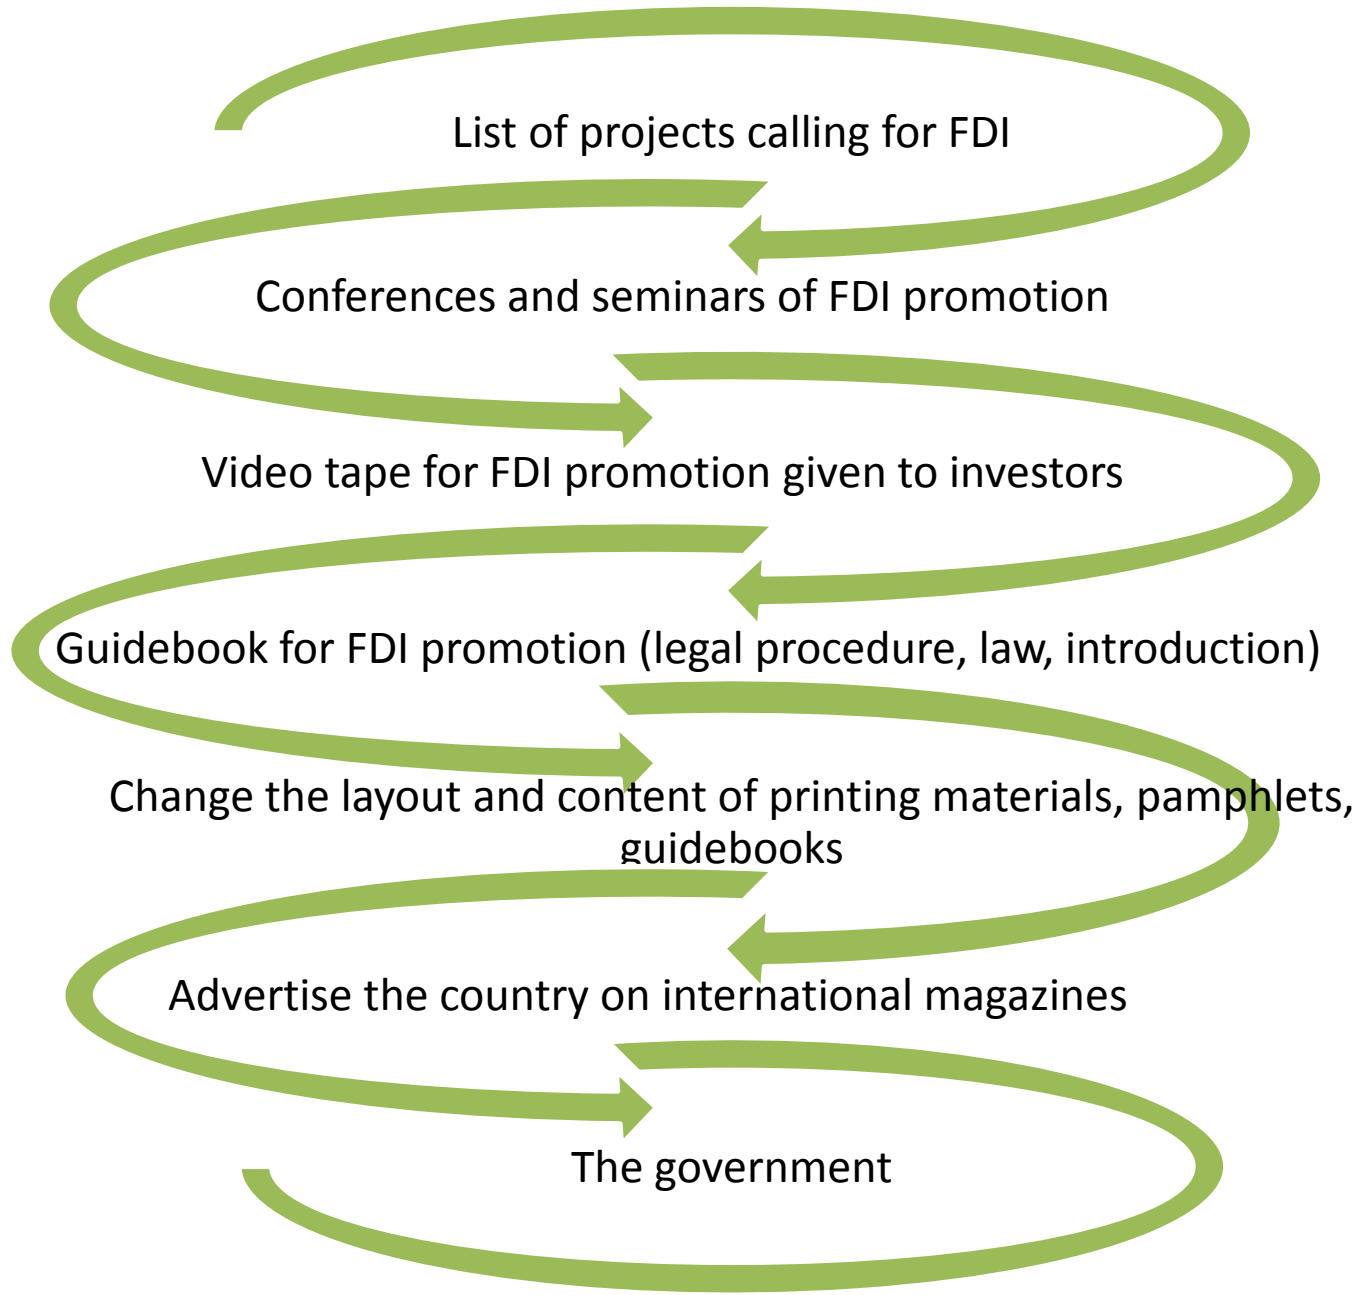 List of projects calling for FDI
Conferences and seminars of FDI promotion
Video tape for FDI promotion given to investors
Guidebook for FDI promotion (legal procedure, law, introduction)
Change the layout and content of printing materials, pamphlets,
guidebooks
Advertise the country on international magazines
The government